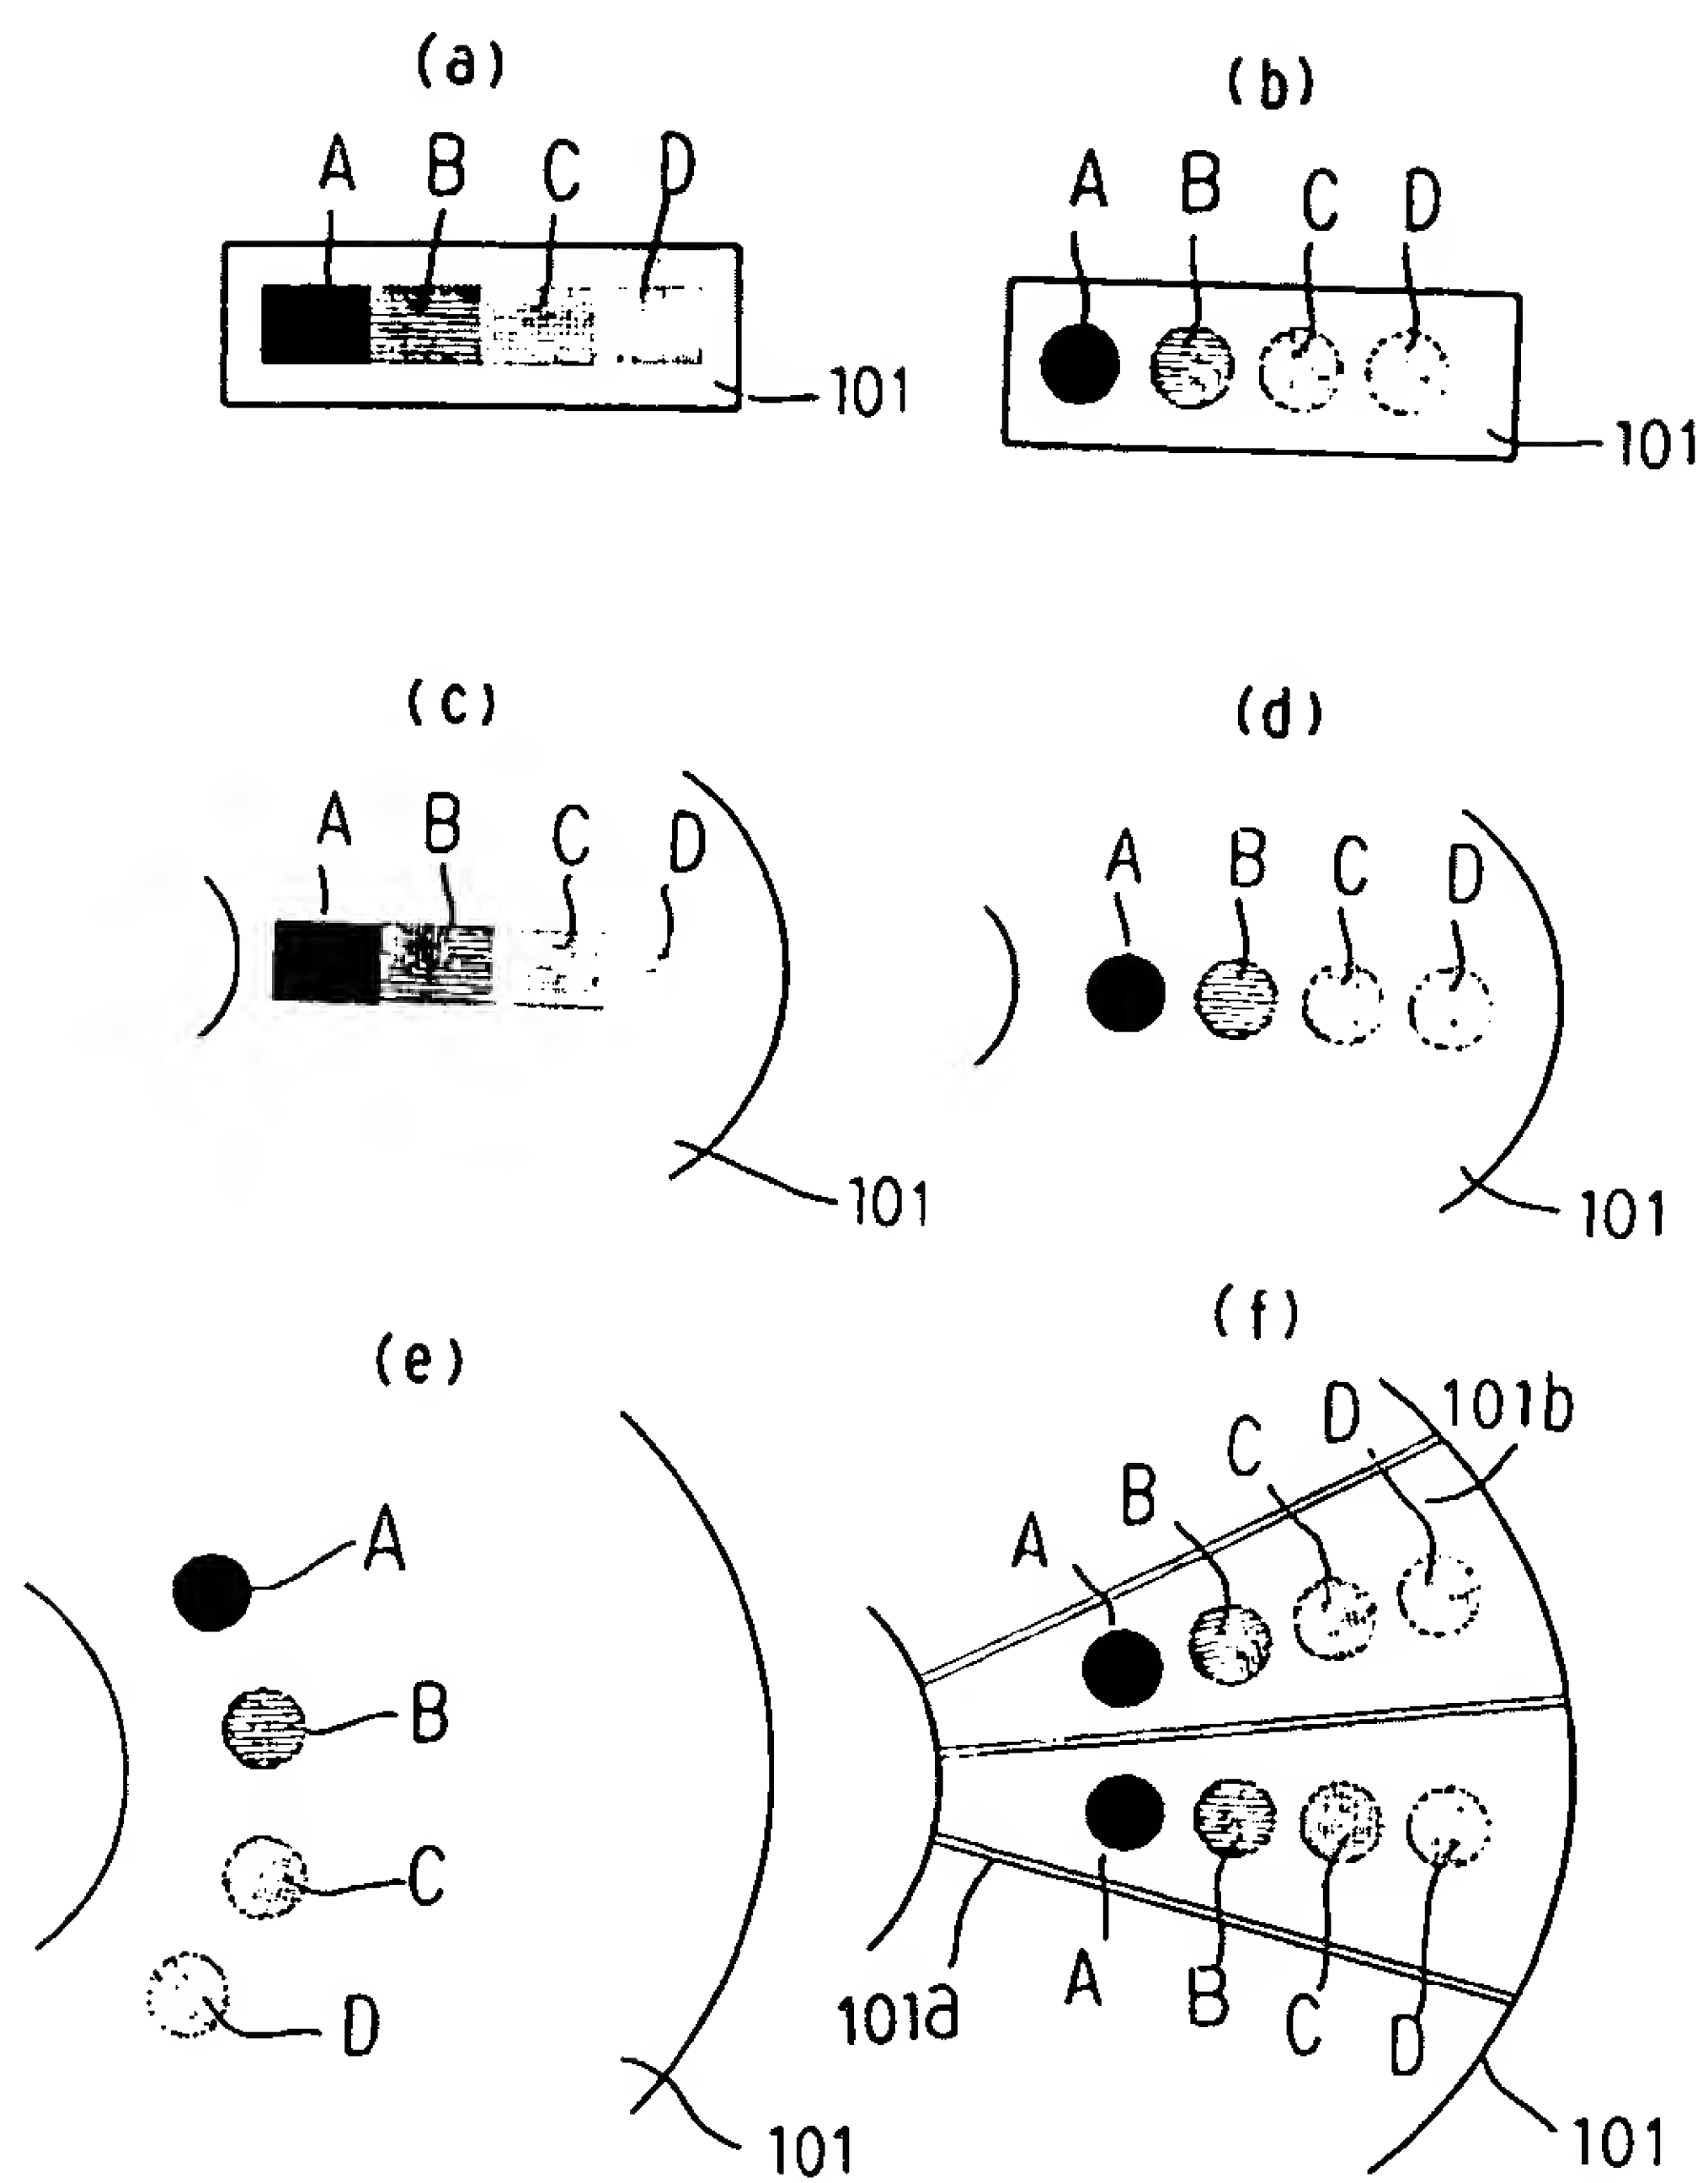 (a)
A B C D
101
(b)
A B C D
101
(c)
A B C D
101
(d)
A B C D
101
(e)
A
B
C
D
101
(f)
A B C D 101b
101a A B C D
101